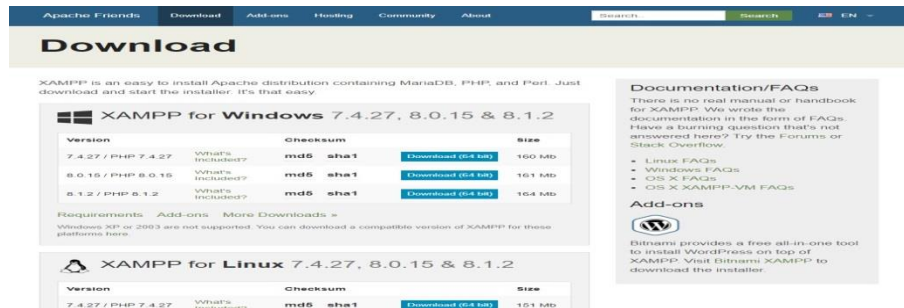 Apache Friends Download Add-ons Hosting Community About Search... Search EN
Download
XAMPP is an easy to install Apache distribution containing MariaDB, PHP, and Perl. Just
download and start the installer. It's that easy.
XAMPP for Windows 7.4.27, 8.0.15 & 8.1.2
Version Checksum Size
7.4.27 / PHP 7.4.27 What's Included? md5 sha1 Download (64 bit) 160 Mb
8.0.15 / PHP 8.0.15 What's Included? md5 sha1 Download (64 bit) 161 Mb
8.1.2 / PHP 8.1.2 What's Included? md5 sha1 Download (64 bit) 164 Mb
Requirements Add-ons More Downloads »
Windows XP or 2003 are not supported. You can download a compatible version of XAMPP for these
platforms here.
XAMPP for Linux 7.4.27, 8.0.15 & 8.1.2
Version Checksum Size
7.4.27 / PHP 7.4.27 What's Included? md5 sha1 Download (64 bit) 151 Mb
Documentation/FAQs
There is no real manual or handbook
for XAMPP. We wrote the
documentation in the form of FAQs.
Have a burning question that's not
answered here? Try the Forums or
Stack Overflow.
• Linux FAQs
• Windows FAQs
• OS X FAQs
• OS X XAMPP-VM FAQs
Add-ons
Bitnami provides a free all-in-one tool
to install WordPress on top of
XAMPP. Visit Bitnami XAMPP to
download the installer.